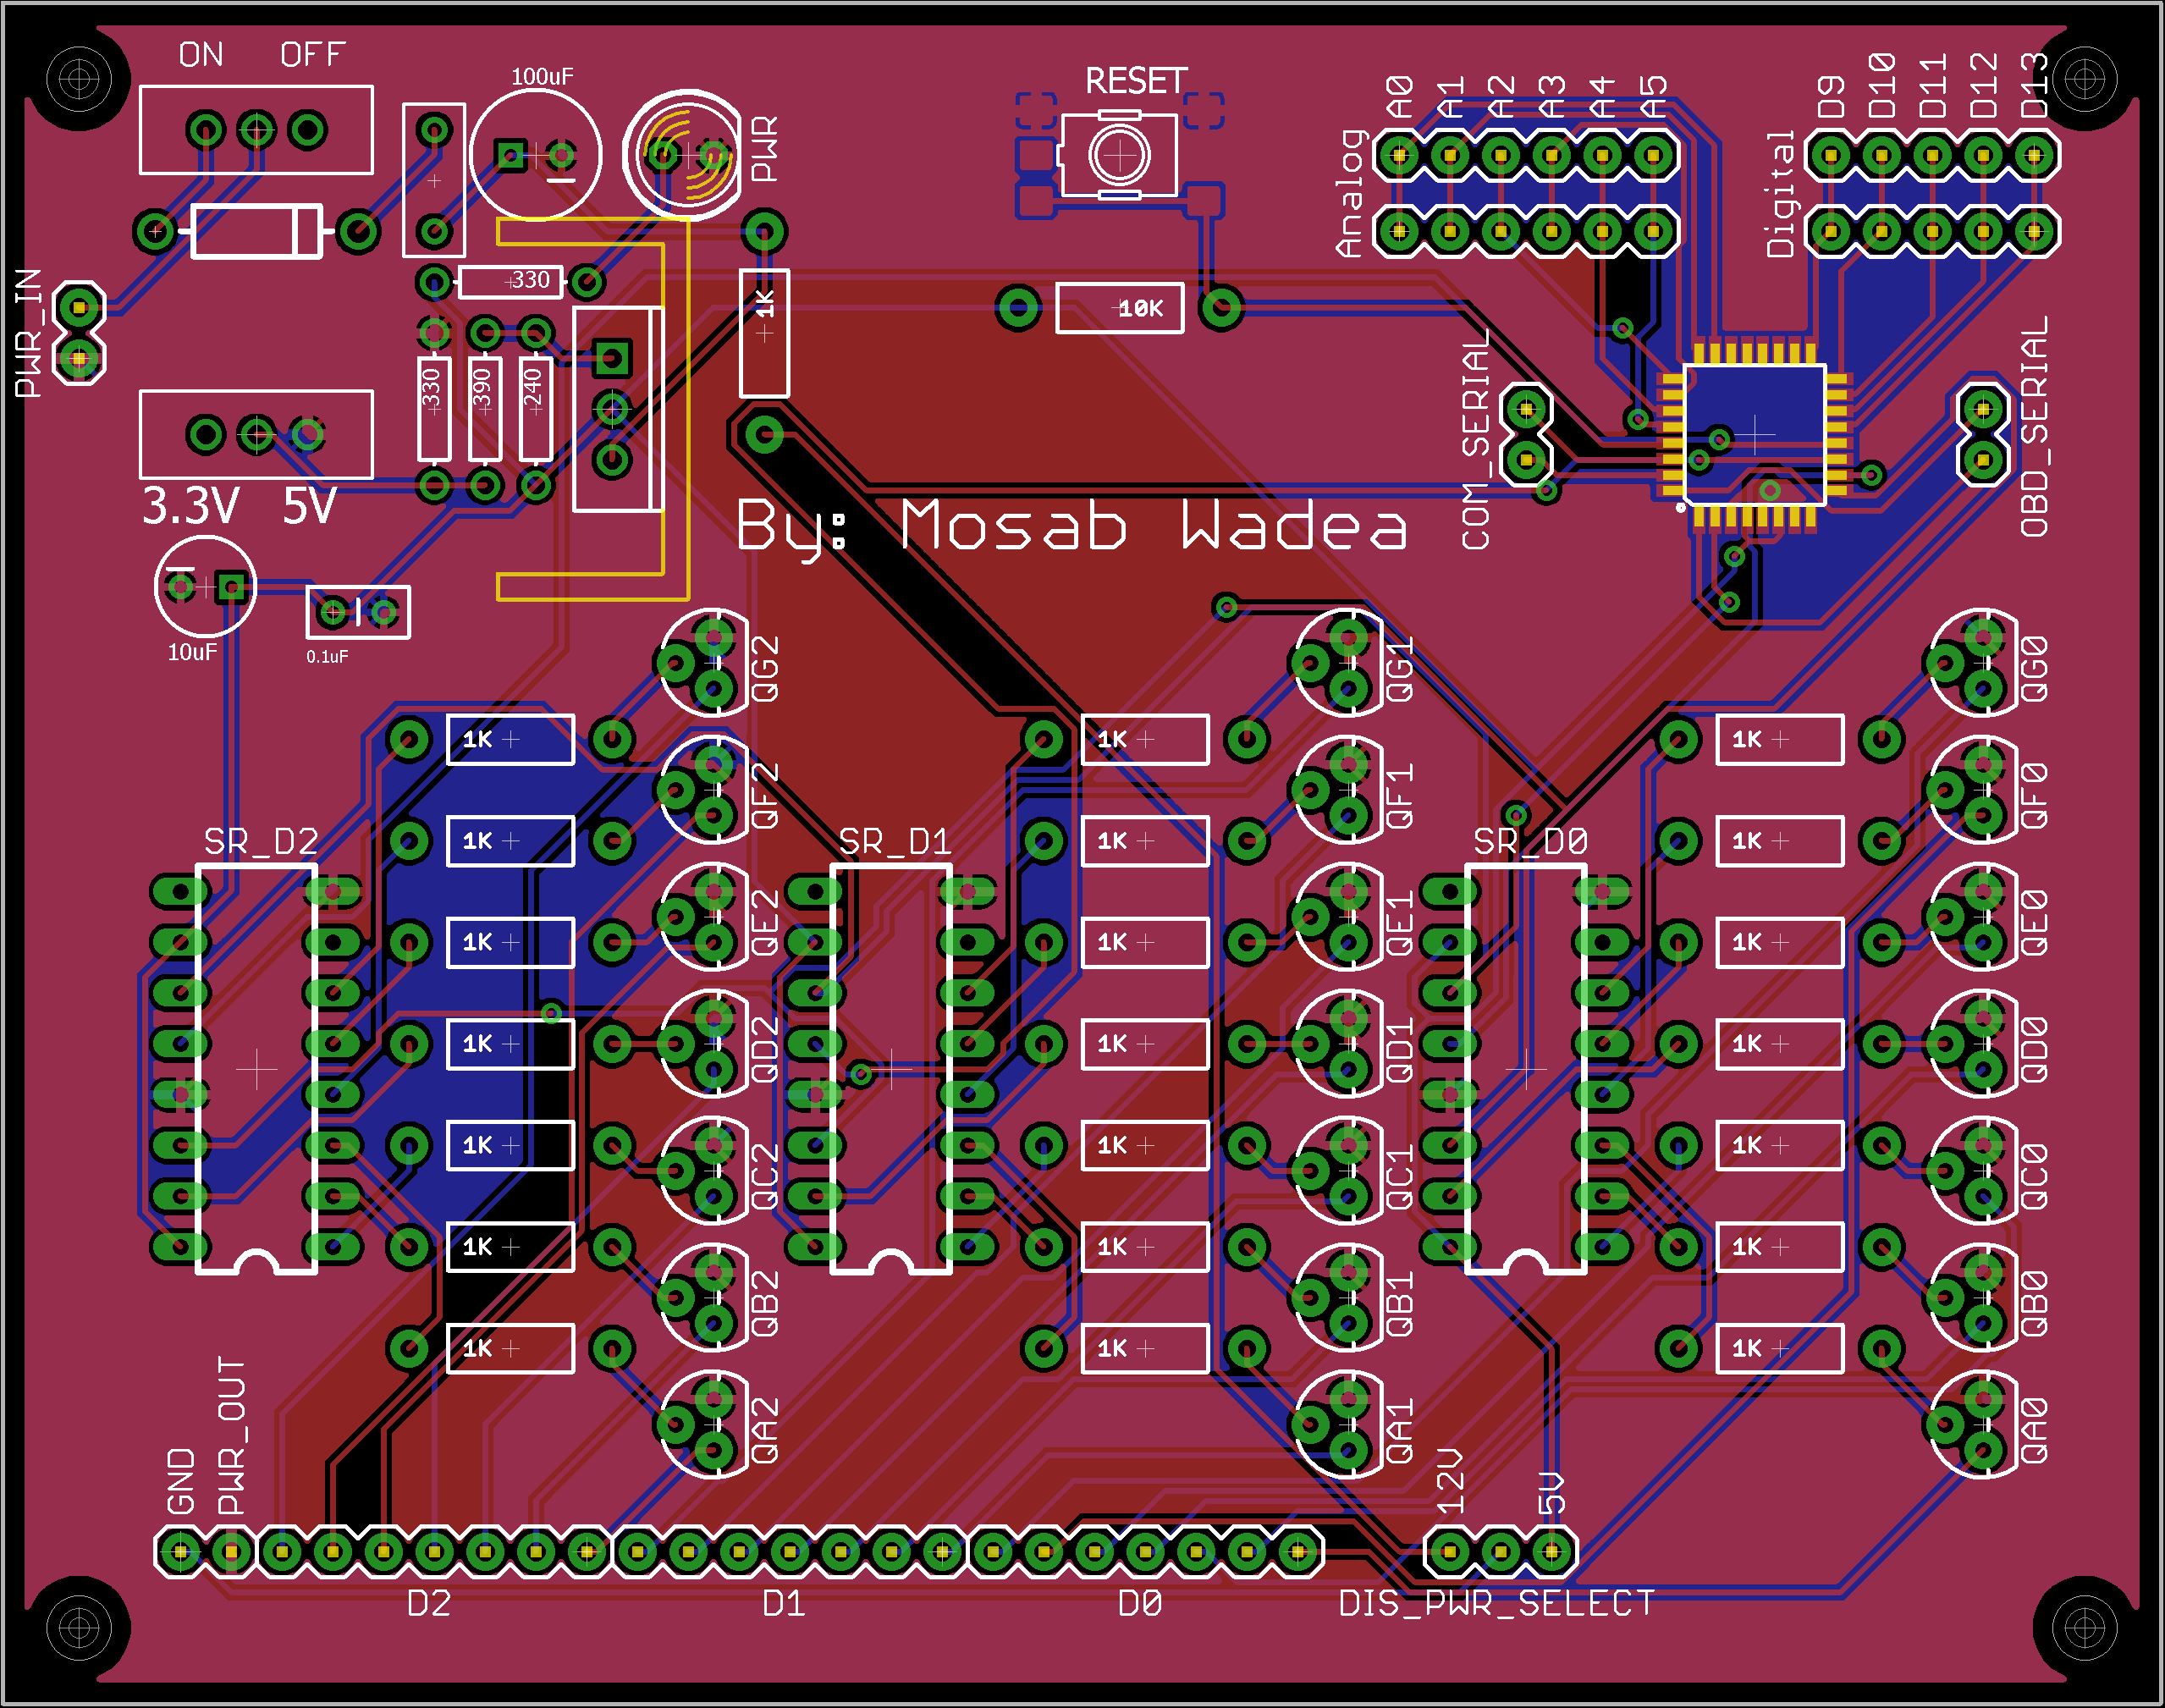 ON OFF
100uF
PWR
RESET
A0 A1 A2 A3 A4 A5
D9 D10 D11 D12 D13
Analog
Digital
PWR_IN
330
1K
10K
330 390 240
COM_SERIAL
OBD_SERIAL
3.3V 5V
By: Mosab Wadea
10uF
0.1uF
QG2 QG1 QG0
1K 1K 1K
QF2 QF1 QF0
SR_D2 SR_D1 SR_D0
1K 1K 1K
QE2 QE1 QE0
1K 1K 1K
QD2 QD1 QD0
1K 1K 1K
QC2 QC1 QC0
1K 1K 1K
QB2 QB1 QB0
1K 1K 1K
1K 1K 1K
QA2 QA1 QA0
GND PWR_OUT
12V 5V
D2 D1 D0 DIS_PWR_SELECT